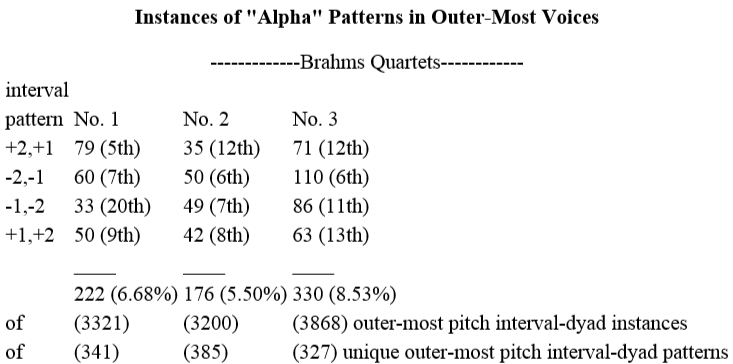 Instances of "Alpha" Patterns in Outer-Most Voices
-------------Brahms Quartets------------
interval
pattern No. 1 No. 2 No. 3
+2,+1 79 (5th) 35 (12th) 71 (12th)
-2,-1 60 (7th) 50 (6th) 110 (6th)
-1,-2 33 (20th) 49 (7th) 86 (11th)
+1,+2 50 (9th) 42 (8th) 63 (13th)
____ ____ ____
222 (6.68%) 176 (5.50%) 330 (8.53%)
of (3321) (3200) (3868) outer-most pitch interval-dyad instances
of (341) (385) (327) unique outer-most pitch interval-dyad patterns